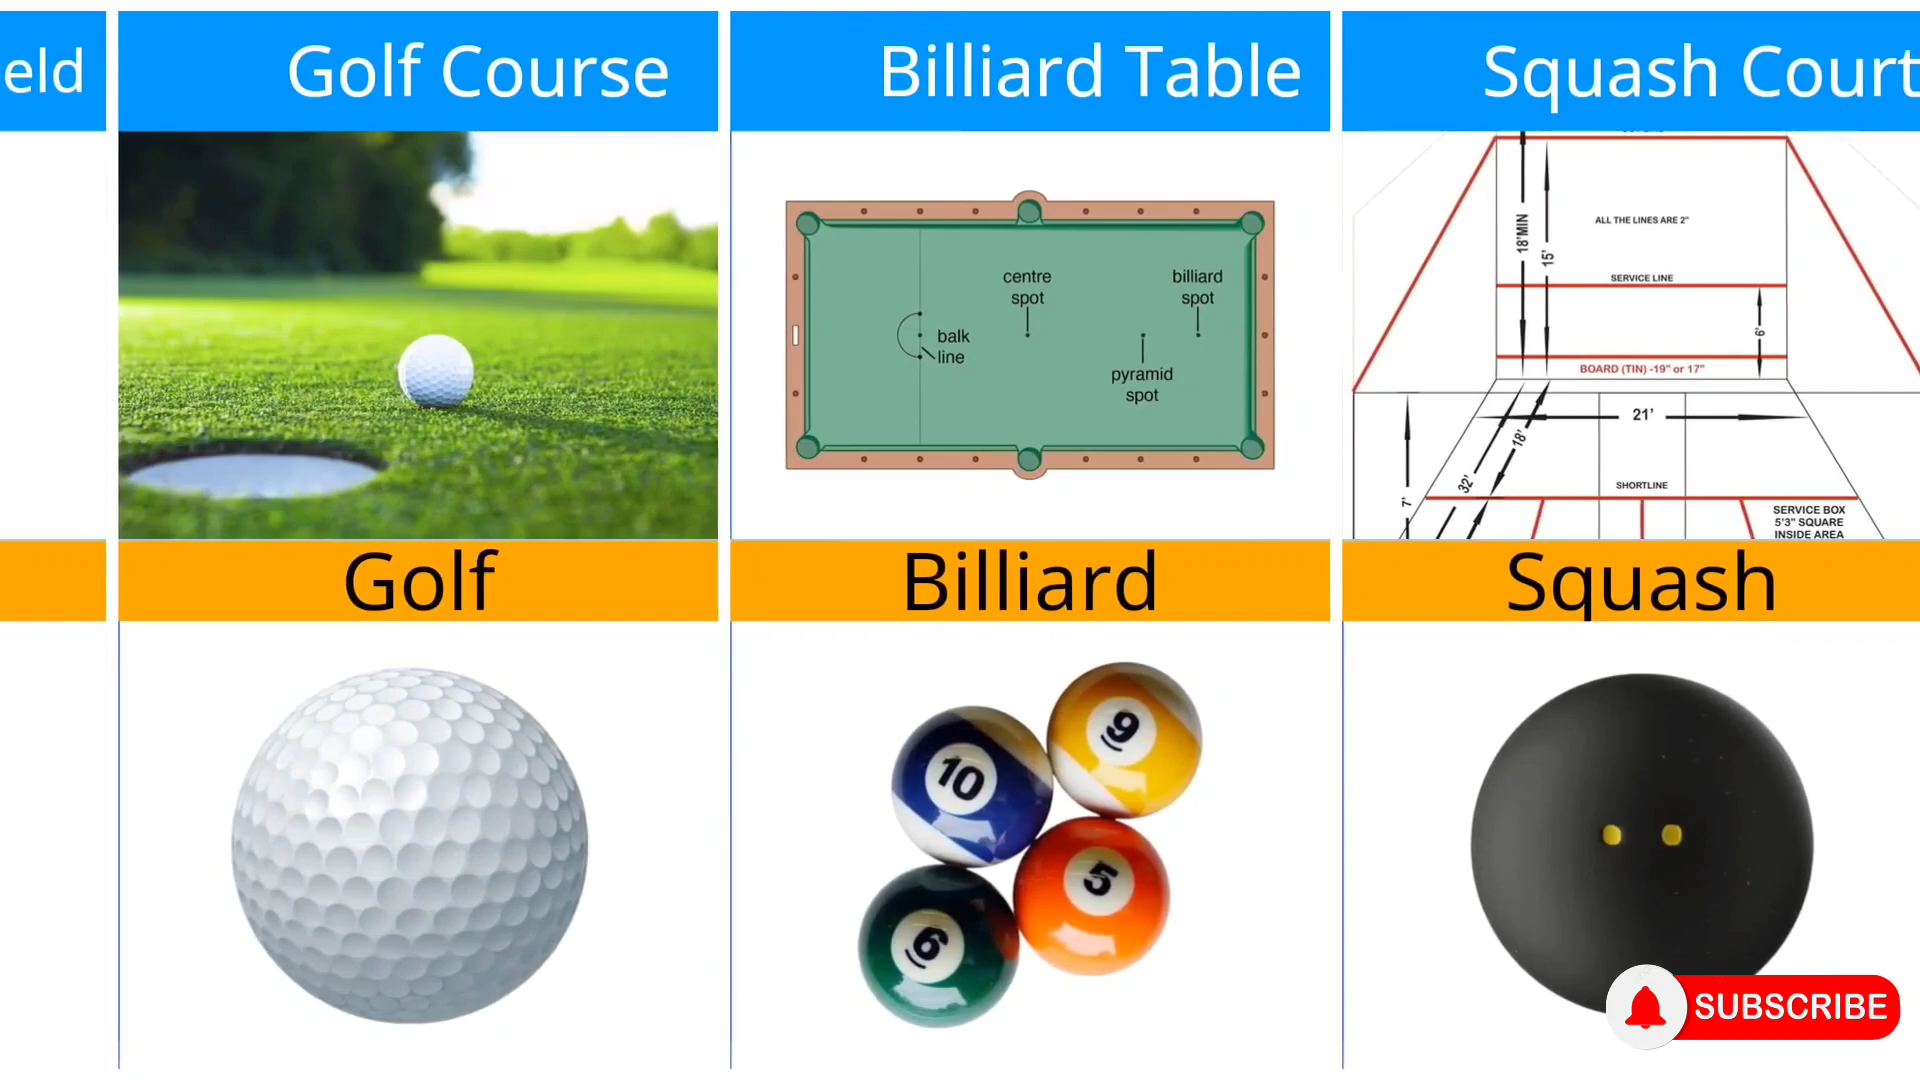 eld
Golf Course
Billiard Table
Squash Court
centre
spot
billiard
spot
balk
line
pyramid
spot
18'MIN
15'
ALL THE LINES ARE 2"
SERVICE LINE
6'
BOARD (TIN) -19" or 17"
21'
18'
32'
7'
SHORTLINE
SERVICE BOX
5'3" SQUARE
INSIDE AREA
Golf
Billiard
Squash
10
9
5
6
SUBSCRIBE